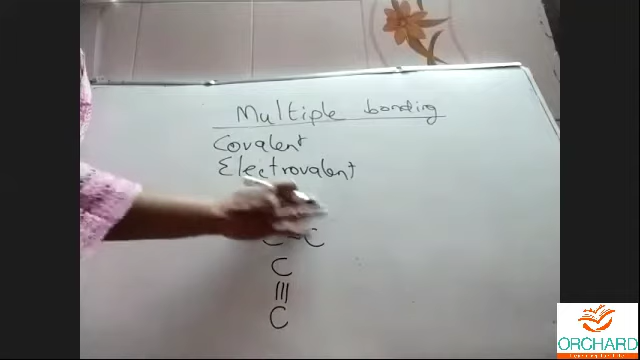 Multiple bonding
Covalent
Electrovalent
C - C
C
|||
C
ORCHARD